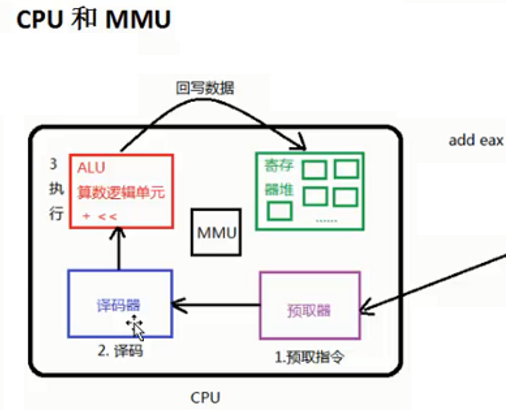 CPU 和 MMU
回写数据
add eax
3
执
行
ALU
算数逻辑单元
+ <<
寄存
器堆
......
MMU
译码器
预取器
2. 译码
1.预取指令
CPU